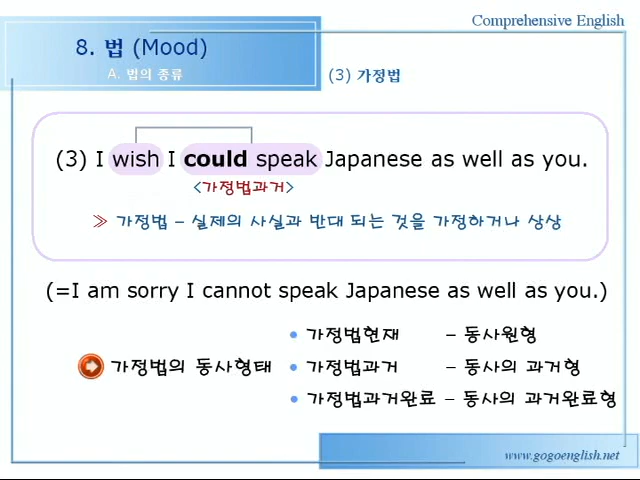 Comprehensive English
8. 법 (Mood)
A. 법의 종류
(3) 가정법
(3) I wish I could speak Japanese as well as you.
<가정법과거>
≫ 가정법 – 실제의 사실과 반대 되는 것을 가정하거나 상상
(=I am sorry I cannot speak Japanese as well as you.)
• 가정법현재 – 동사원형
가정법의 동사형태 • 가정법과거 – 동사의 과거형
• 가정법과거완료 – 동사의 과거완료형
www.gogoenglish.net